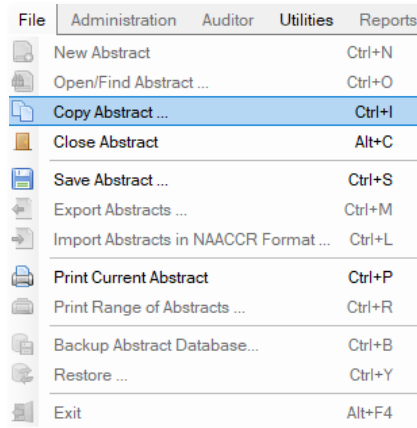 File Administration Auditor Utilities Reports
New Abstract Ctrl+N
Open/Find Abstract ... Ctrl+O
Copy Abstract ... Ctrl+I
Close Abstract Alt+C
Save Abstract ... Ctrl+S
Export Abstracts ... Ctrl+M
Import Abstracts in NAACCR Format ... Ctrl+L
Print Current Abstract Ctrl+P
Print Range of Abstracts ... Ctrl+R
Backup Abstract Database... Ctrl+B
Restore ... Ctrl+Y
Exit Alt+F4